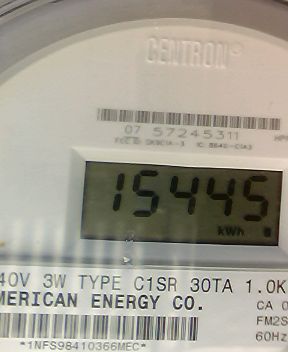 CENTRON®
07 57245311
15445
kWh
40V 3W TYPE C1SR 30TA 1.0K
MERICAN ENERGY CO.
CA 0
FM2S
60Hz
*1NFS98410366MEC*